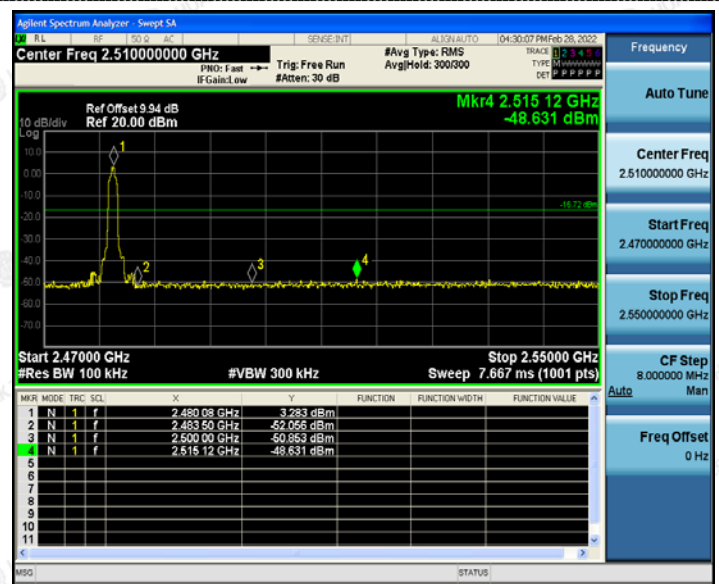 Agilent Spectrum Analyzer - Swept SA
RL RF 50 Ω AC SENSE:INT ALIGN AUTO 04:30:07 PM Feb 28, 2022
Center Freq 2.510000000 GHz
PNO: Fast
IFGain:Low
Trig: Free Run
#Atten: 30 dB
#Avg Type: RMS
Avg|Hold: 300/300
TRACE 1 2 3 4 5 6
TYPE M
DET P P P P P P
Ref Offset 9.94 dB
10 dB/div Ref 20.00 dBm
Log
Mkr4 2.515 12 GHz
-48.631 dBm
10.0
0.00
-10.0
-20.0
-30.0
-40.0
-50.0
-60.0
-70.0
1
2
3
4
-16.72 dBm
Start 2.47000 GHz Stop 2.55000 GHz
#Res BW 100 kHz #VBW 300 kHz Sweep 7.667 ms (1001 pts)
MKR MODE TRC SCL X Y FUNCTION FUNCTION WIDTH FUNCTION VALUE
1 N 1 f 2.480 08 GHz 3.283 dBm
2 N 1 f 2.483 50 GHz -52.056 dBm
3 N 1 f 2.500 00 GHz -50.853 dBm
4 N 1 f 2.515 12 GHz -48.631 dBm
5
6
7
8
9
10
11
MSG STATUS
Frequency
Auto Tune
Center Freq
2.510000000 GHz
Start Freq
2.470000000 GHz
Stop Freq
2.550000000 GHz
CF Step
8.000000 MHz
Auto Man
Freq Offset
0 Hz